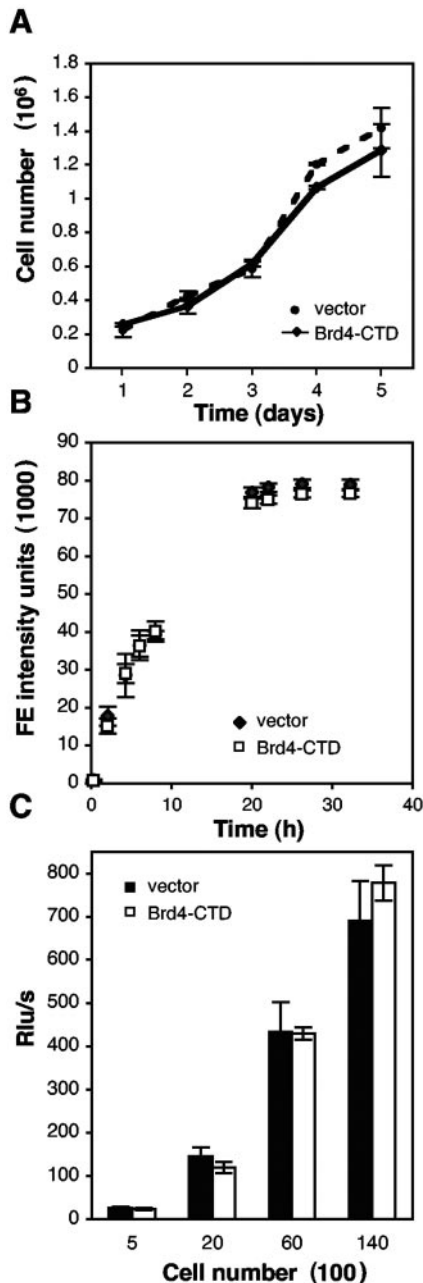 A
Cell number (10⁶)
1.8
1.6
1.4
1.2
1
0.8
0.6
0.4
0.2
0
vector
Brd4-CTD
1 2 3 4 5
Time (days)
B
FE intensity units (1000)
90
80
70
60
50
40
30
20
10
0
vector
Brd4-CTD
0 10 20 30 40
Time (h)
C
Rlu/s
800
700
600
500
400
300
200
100
0
vector
Brd4-CTD
5 20 60 140
Cell number (100)